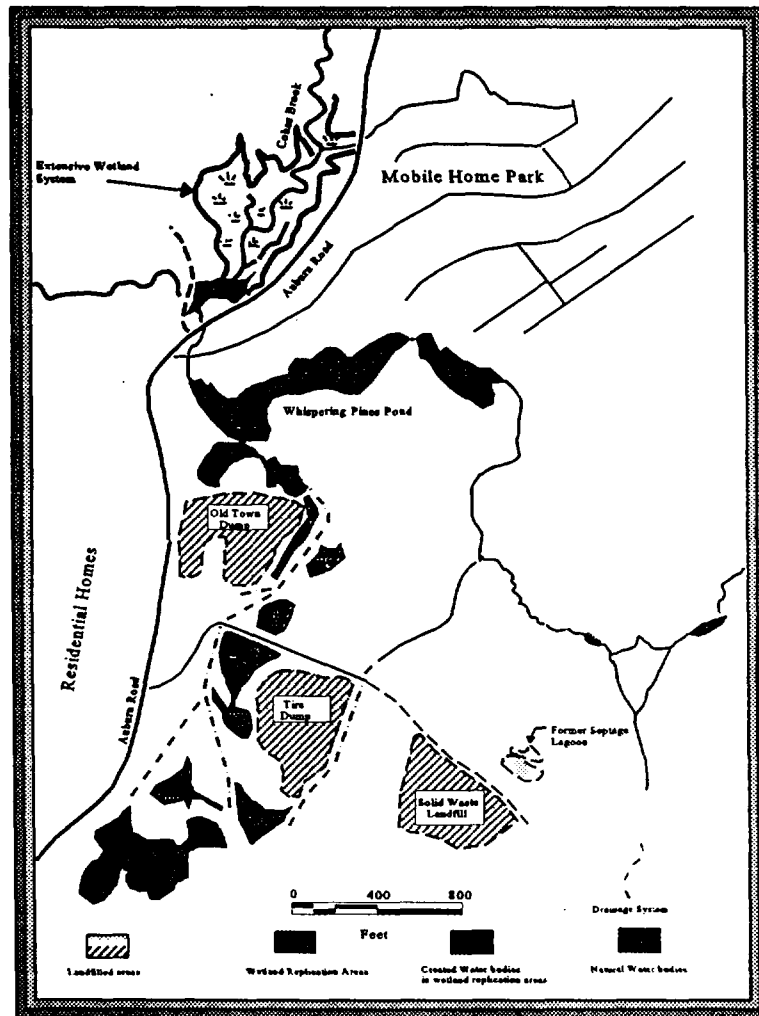 Cohas Brook
Extensive Wetland
System
Mobile Home Park
Auburn Road
Whispering Pines Pond
Old Town
Dump
Residential Homes
Auburn Road
Tire
Dump
Former Septage
Lagoon
Solid Waste
Landfill
0 400 800
Feet
Drainage System
Landfilled areas
Wetland Replication Areas
Created Water bodies
in wetland replication areas
Natural Water bodies